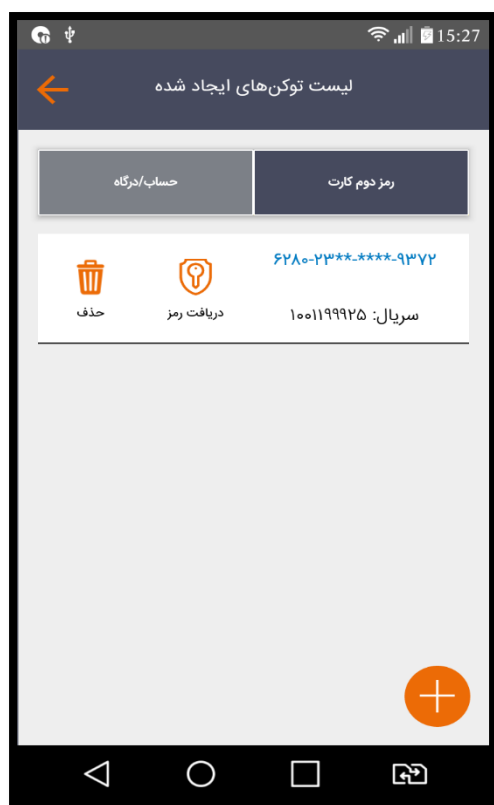 15:27
لیست توکن‌های ایجاد شده
رمز دوم کارت
حساب/درگاه
۶۲۸۰-۲۳**-****-۹۳۷۲
سریال: ۱۰۰۱۱۹۹۹۲۵
دریافت رمز
حذف